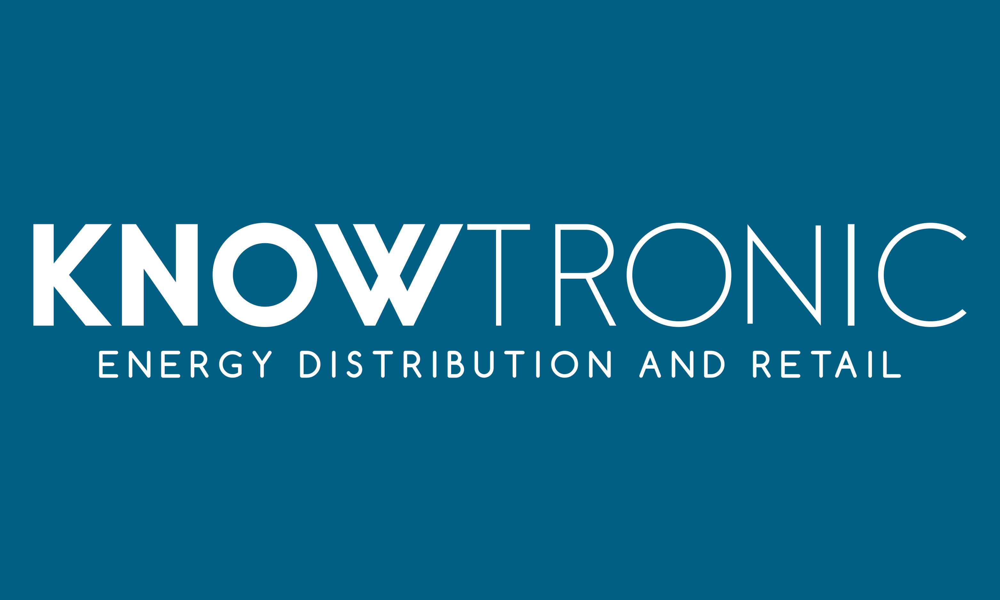 KNOWTRONIC
ENERGY DISTRIBUTION AND RETAIL